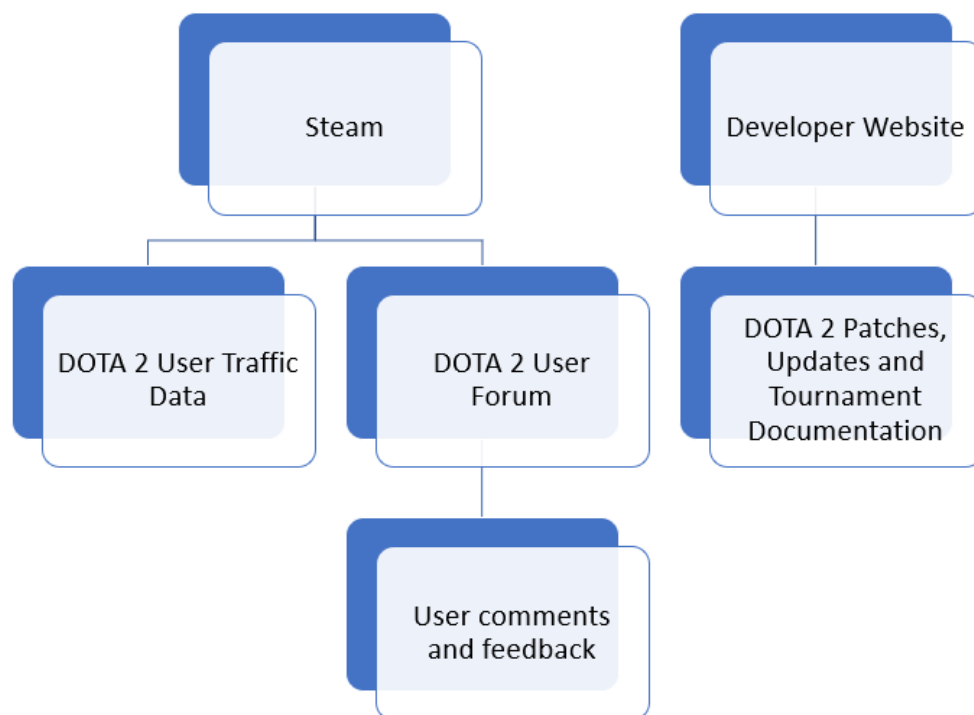 Steam
Developer Website
DOTA 2 User Traffic
Data
DOTA 2 User
Forum
DOTA 2 Patches,
Updates and
Tournament
Documentation
User comments
and feedback